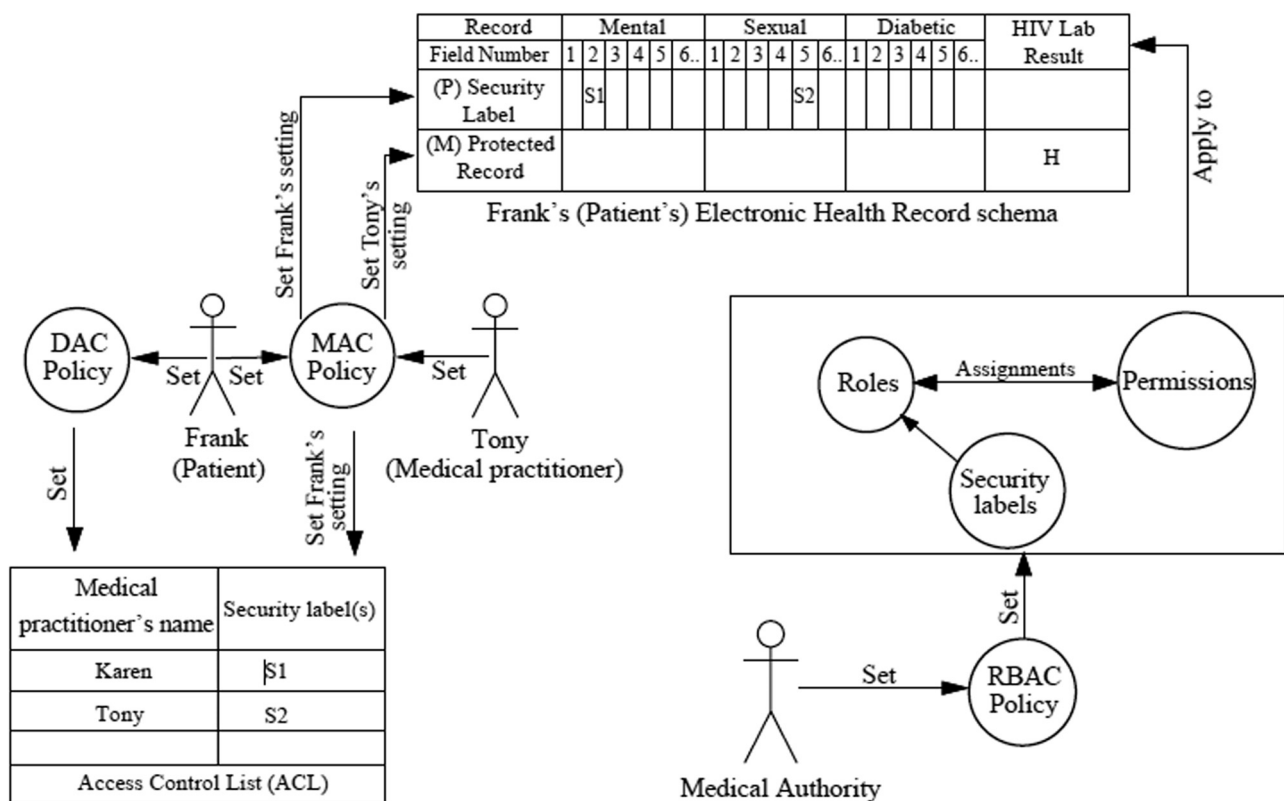 Record Mental Sexual Diabetic HIV Lab
Result
Field Number 1 2 3 4 5 6.. 1 2 3 4 5 6.. 1 2 3 4 5 6..
(P) Security
Label
S1 S2
(M) Protected
Record
H
Frank's (Patient's) Electronic Health Record schema
Set Frank's setting
Set Tony's
setting
Apply to
DAC
Policy
Set
Set
MAC
Policy
Set
Frank
(Patient)
Tony
(Medical practitioner)
Set
Set Frank's
setting
Roles
Assignments
Permissions
Security
labels
Medical
practitioner's name
Security label(s)
Karen S1
Tony S2
Access Control List (ACL)
Set
Set
RBAC
Policy
Medical Authority